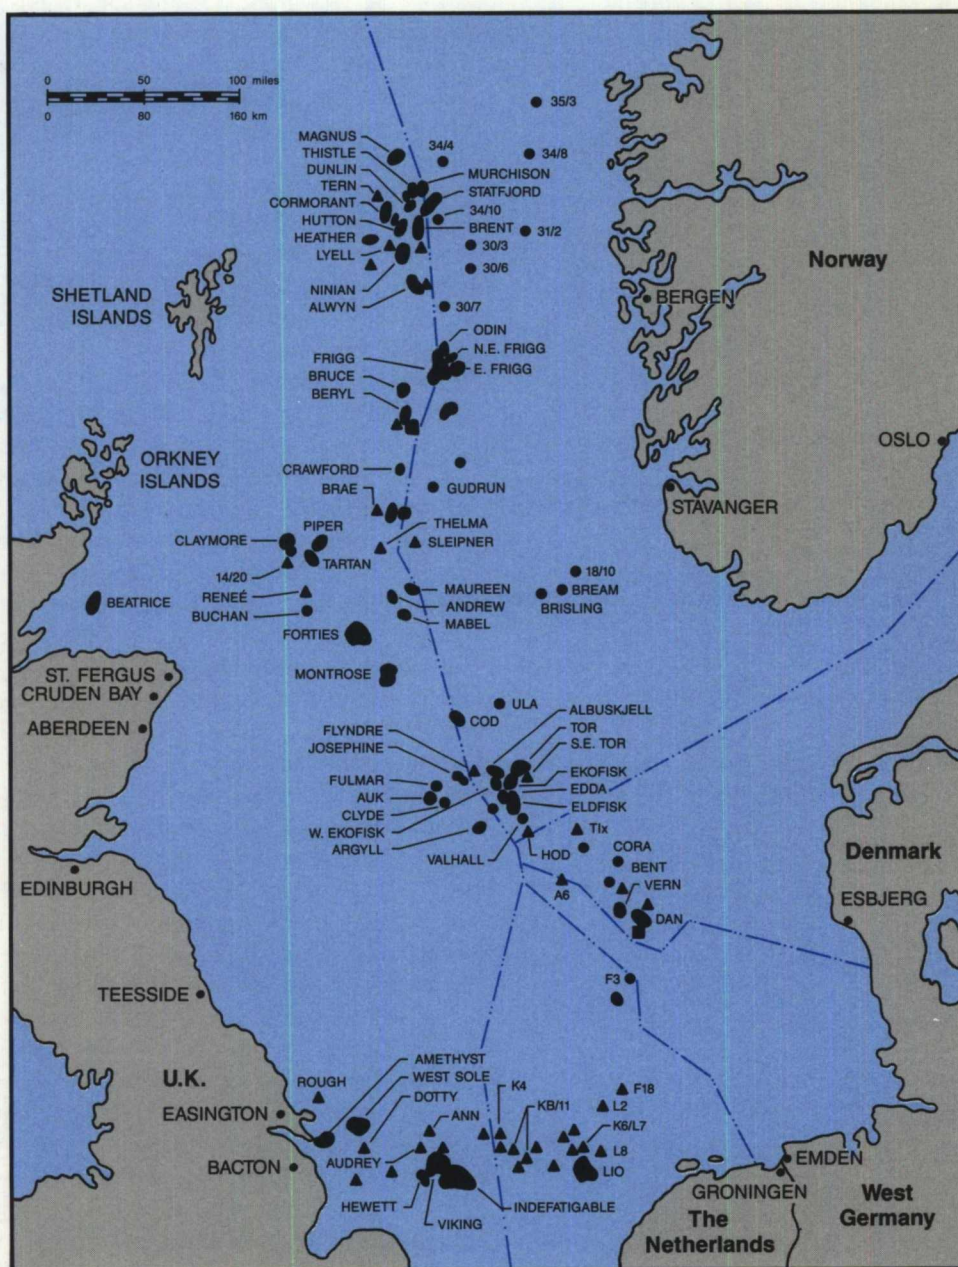 0 50 100 miles
0 80 160 km
35/3
MAGNUS
THISTLE
34/4
34/8
DUNLIN
MURCHISON
TERN
STATFJORD
CORMORANT
34/10
HUTTON
BRENT
31/2
HEATHER
30/3
LYELL
30/6
Norway
NINIAN
SHETLAND
ISLANDS
BERGEN
ALWYN
30/7
ODIN
N.E. FRIGG
FRIGG
E. FRIGG
BRUCE
BERYL
OSLO
ORKNEY
ISLANDS
CRAWFORD
BRAE
GUDRUN
STAVANGER
PIPER
THELMA
CLAYMORE
SLEIPNER
TARTAN
14/20
18/10
RENEÉ
MAUREEN
BREAM
BEATRICE
ANDREW
BRISLING
BUCHAN
MABEL
FORTIES
ST. FERGUS
MONTROSE
CRUDEN BAY
ULA
ALBUSKJELL
ABERDEEN
COD
FLYNDRE
TOR
JOSEPHINE
S.E. TOR
FULMAR
EKOFISK
AUK
EDDA
CLYDE
ELDFISK
W. EKOFISK
TIx
ARGYLL
CORA
VALHALL
HOD
BENT
Denmark
EDINBURGH
A6
VERN
ESBJERG
DAN
F3
TEESSIDE
AMETHYST
U.K.
ROUGH
WEST SOLE
K4
F18
DOTTY
KB/11
L2
EASINGTON
ANN
K6/L7
BACTON
AUDREY
L8
EMDEN
LIO
GRONINGEN
HEWETT
INDEFATIGABLE
VIKING
The
Netherlands
West
Germany